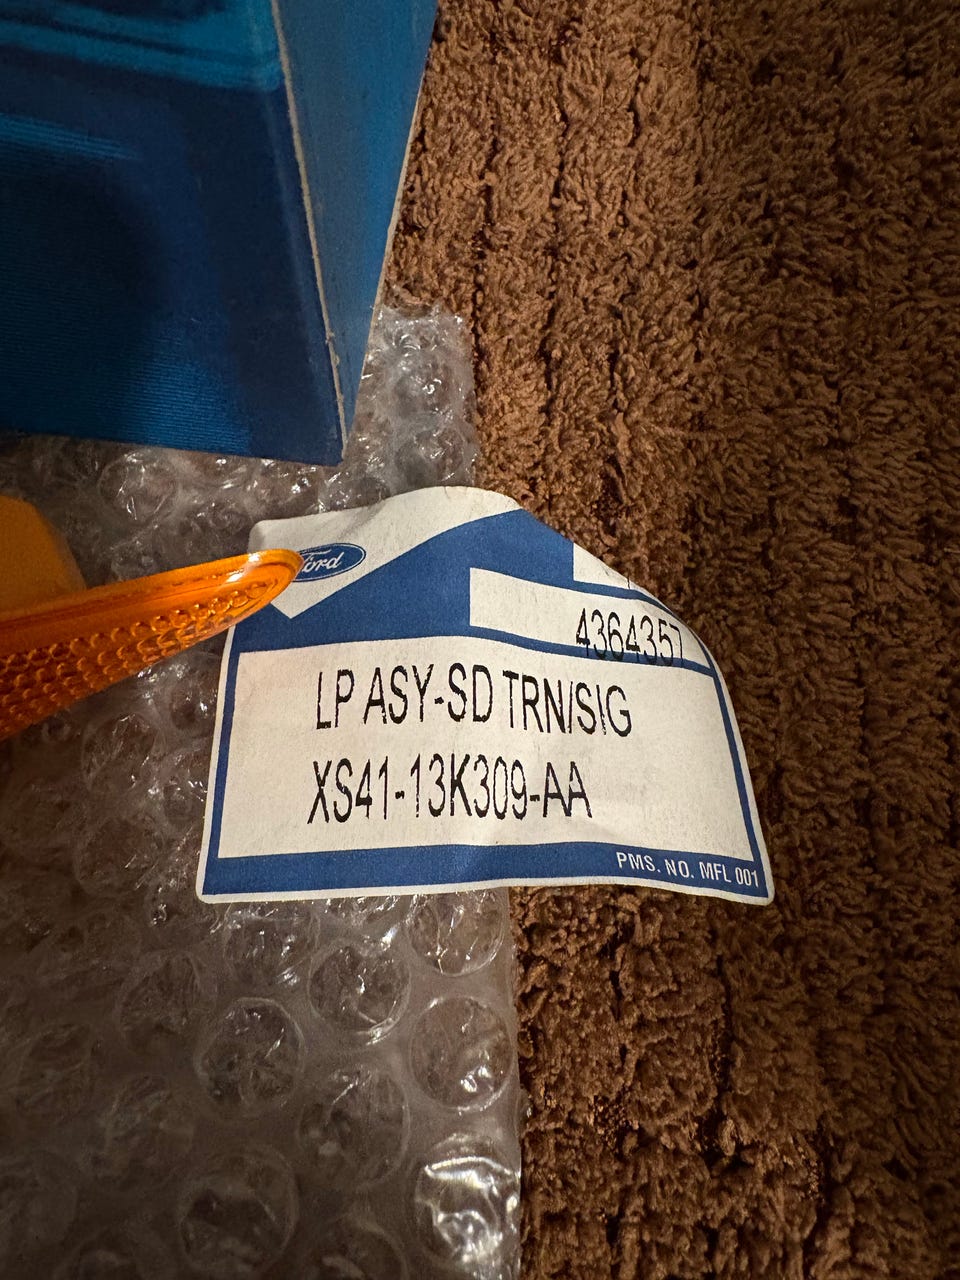 Ford
4364357
LP ASY-SD TRN/SIG
XS41-13K309-AA
PMS. NO. MFL 001